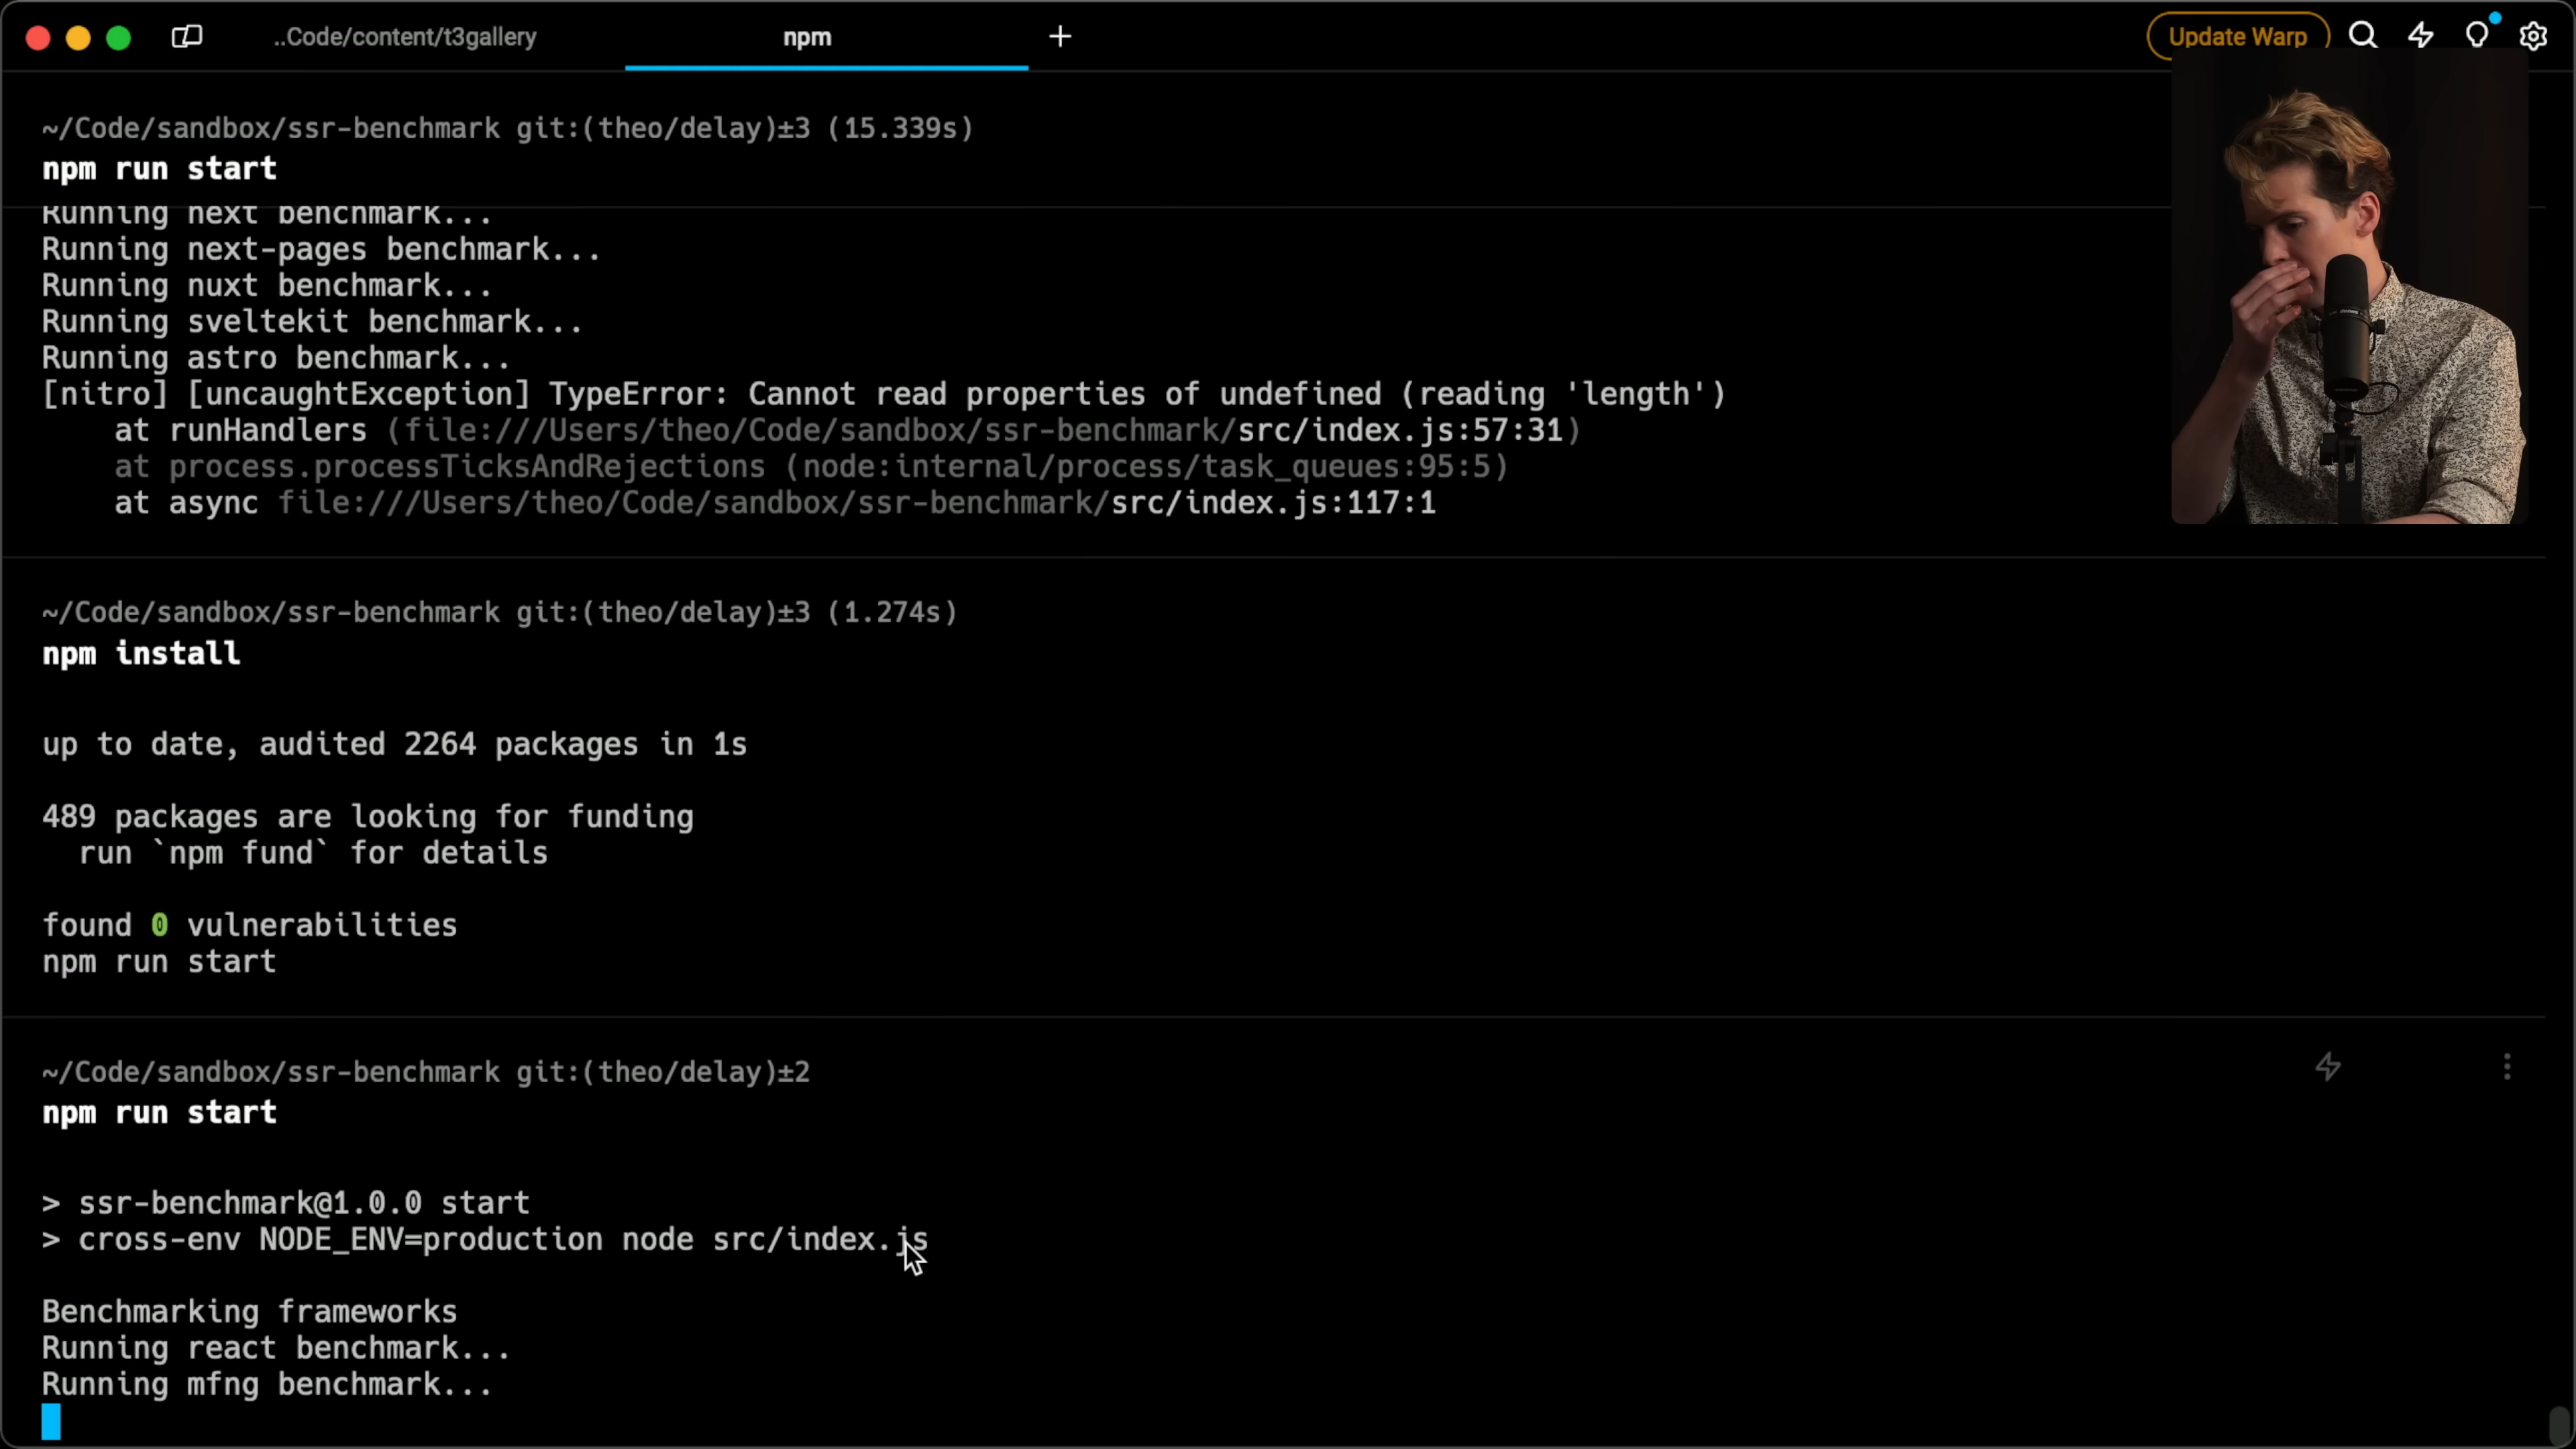 ..Code/content/t3gallery
npm
+
Update Warp
~/Code/sandbox/ssr-benchmark git:(theo/delay)±3 (15.339s)
npm run start
Running next benchmark...
Running next-pages benchmark...
Running nuxt benchmark...
Running sveltekit benchmark...
Running astro benchmark...
[nitro] [uncaughtException] TypeError: Cannot read properties of undefined (reading 'length')
at runHandlers (file:///Users/theo/Code/sandbox/ssr-benchmark/src/index.js:57:31)
at process.processTicksAndRejections (node:internal/process/task_queues:95:5)
at async file:///Users/theo/Code/sandbox/ssr-benchmark/src/index.js:117:1
~/Code/sandbox/ssr-benchmark git:(theo/delay)±3 (1.274s)
npm install
up to date, audited 2264 packages in 1s
489 packages are looking for funding
run `npm fund` for details
found 0 vulnerabilities
npm run start
~/Code/sandbox/ssr-benchmark git:(theo/delay)±2
npm run start
> ssr-benchmark@1.0.0 start
> cross-env NODE_ENV=production node src/index.js
Benchmarking frameworks
Running react benchmark...
Running mfng benchmark...